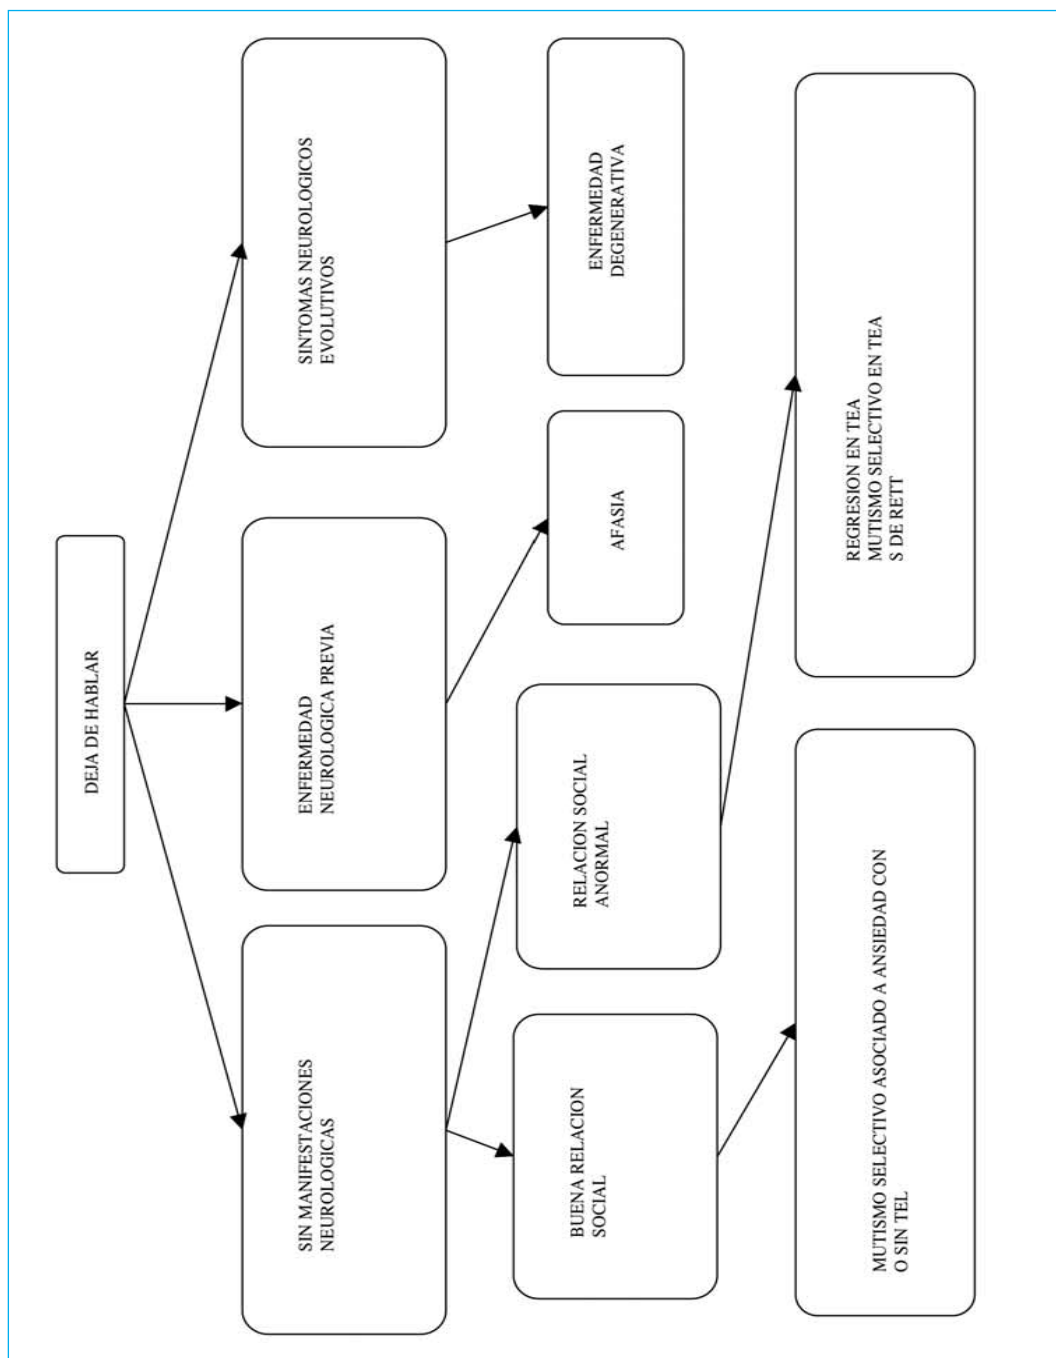 DEJA DE HABLAR
SIN MANIFESTACIONES
NEUROLOGICAS
ENFERMEDAD
NEUROLOGICA PREVIA
SINTOMAS NEUROLOGICOS
EVOLUTIVOS
BUENA RELACION
SOCIAL
RELACION SOCIAL
ANORMAL
AFASIA
ENFERMEDAD
DEGENERATIVA
MUTISMO SELECTIVO ASOCIADO A ANSIEDAD CON
O SIN TEL
REGRESION EN TEA
MUTISMO SELECTIVO EN TEA
S DE RETT